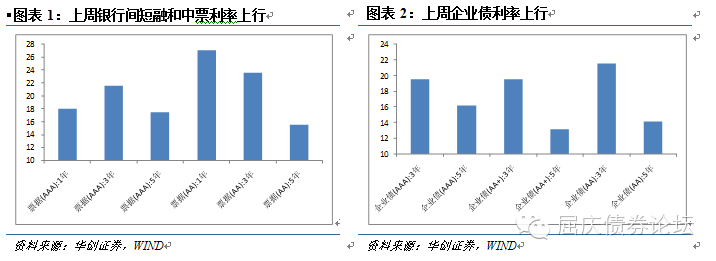 ▪图表 1：上周银行间短融和中票利率上行↵
28
26
24
22
20
18
16
14
12
10
票据(AAA):1年
票据(AAA):3年
票据(AAA):5年
票据(AA):1年
票据(AA):3年
票据(AA):5年
资料来源：华创证券，WIND↵
图表 2：上周企业债利率上行↵
24
22
20
18
16
14
12
10
企业债(AAA):3年
企业债(AAA):5年
企业债(AA+):3年
企业债(AA+):5年
企业债(AA):3年
企业债(AA):5年
资料来源：华创证券，WIND↵
屈庆债券论坛